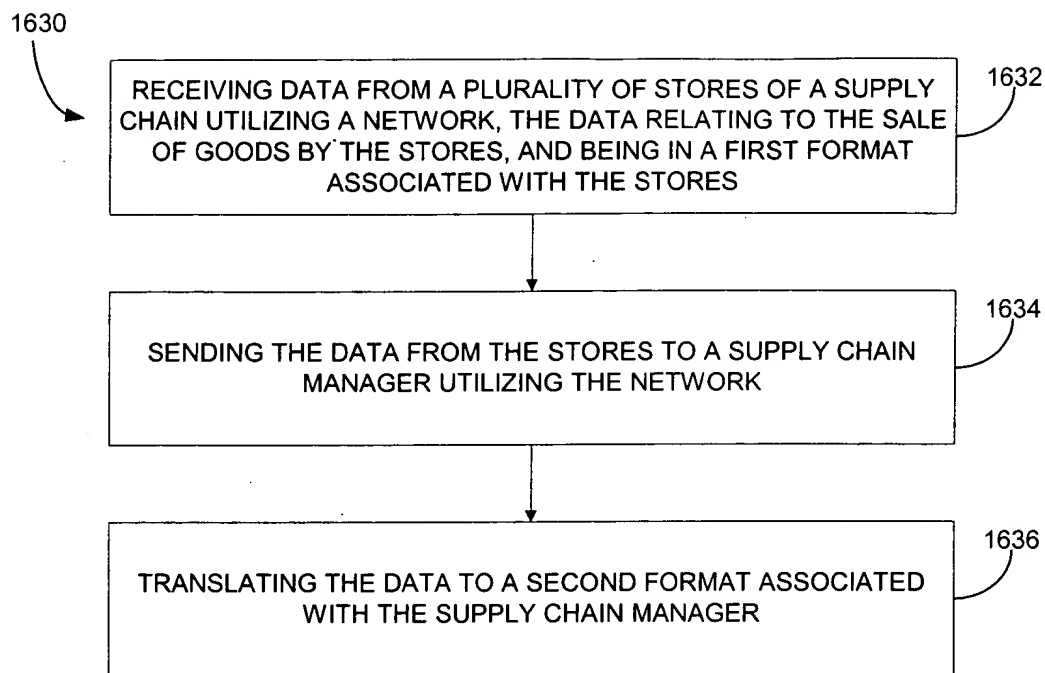 1630
RECEIVING DATA FROM A PLURALITY OF STORES OF A SUPPLY
CHAIN UTILIZING A NETWORK, THE DATA RELATING TO THE SALE
OF GOODS BY THE STORES, AND BEING IN A FIRST FORMAT
ASSOCIATED WITH THE STORES
1632
SENDING THE DATA FROM THE STORES TO A SUPPLY CHAIN
MANAGER UTILIZING THE NETWORK
1634
TRANSLATING THE DATA TO A SECOND FORMAT ASSOCIATED
WITH THE SUPPLY CHAIN MANAGER
1636